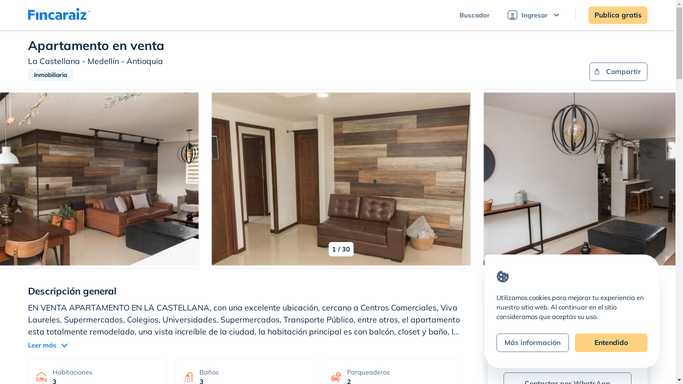 Fincaraiz
Buscador
Ingresar
Publica gratis
Apartamento en venta
La Castellana - Medellín - Antioquia
Inmobiliaria
Compartir
1 / 30
Descripción general
EN VENTA APARTAMENTO EN LA CASTELLANA, con una excelente ubicación, cercano a Centros Comerciales, Viva
Laureles, Supermercados, Colegios, Universidades, Supermercados, Transporte Público, entre otros, el apartamento
esta totalmente remodelado, una vista increíble de la ciudad, la habitación principal es con balcón, closet y baño, l...
Leer más
Habitaciones
3
Baños
3
Parqueaderos
2
Utilizamos cookies para mejorar tu experiencia en
nuestro sitio web. Al continuar en el sitio
consideramos que aceptas su uso.
Más información
Entendido
Contactar por WhatsApp